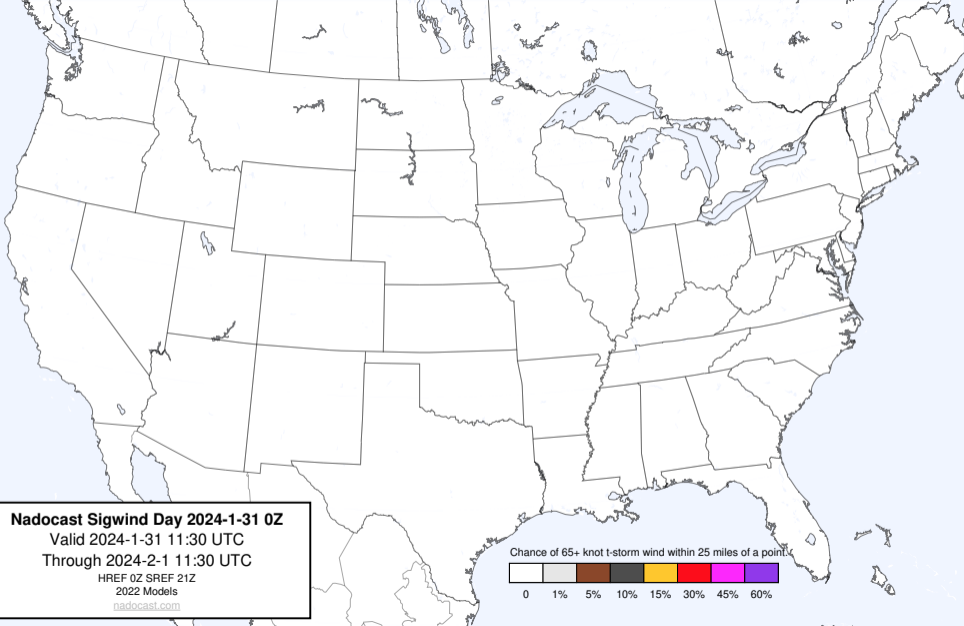 Nadocast Sigwind Day 2024-1-31 0Z
Valid 2024-1-31 11:30 UTC
Through 2024-2-1 11:30 UTC
HREF 0Z SREF 21Z
2022 Models
nadocast.com
Chance of 65+ knot t-storm wind within 25 miles of a point.
0 1% 5% 10% 15% 30% 45% 60%